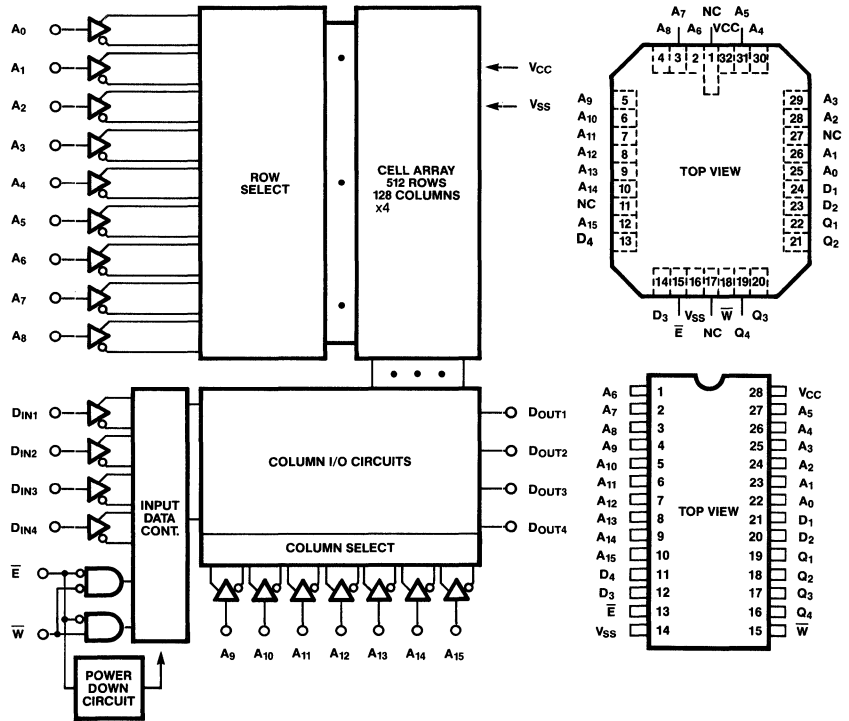 A0
A1
A2
A3
A4
A5
A6
A7
A8
ROW
SELECT
CELL ARRAY
512 ROWS
128 COLUMNS
x4
VCC
VSS
DIN1
DIN2
DIN3
DIN4
E
W
INPUT
DATA
CONT.
COLUMN I/O CIRCUITS
COLUMN SELECT
DOUT1
DOUT2
DOUT3
DOUT4
A9 A10 A11 A12 A13 A14 A15
POWER
DOWN
CIRCUIT
A7 NC A5
A8 A6 VCC A4
4 3 2 1 32 31 30
A9 5 29 A3
A10 6 28 A2
A11 7 27 NC
A12 8 26 A1
A13 9 25 A0
A14 10 24 D1
NC 11 23 D2
A15 12 22 Q1
D4 13 21 Q2
TOP VIEW
14 15 16 17 18 19 20
D3 VSS W Q3
E NC Q4
A6 1 28 VCC
A7 2 27 A5
A8 3 26 A4
A9 4 25 A3
A10 5 24 A2
A11 6 23 A1
A12 7 22 A0
A13 8 TOP VIEW 21 D1
A14 9 20 D2
A15 10 19 Q1
D4 11 18 Q2
D3 12 17 Q3
E 13 16 Q4
VSS 14 15 W